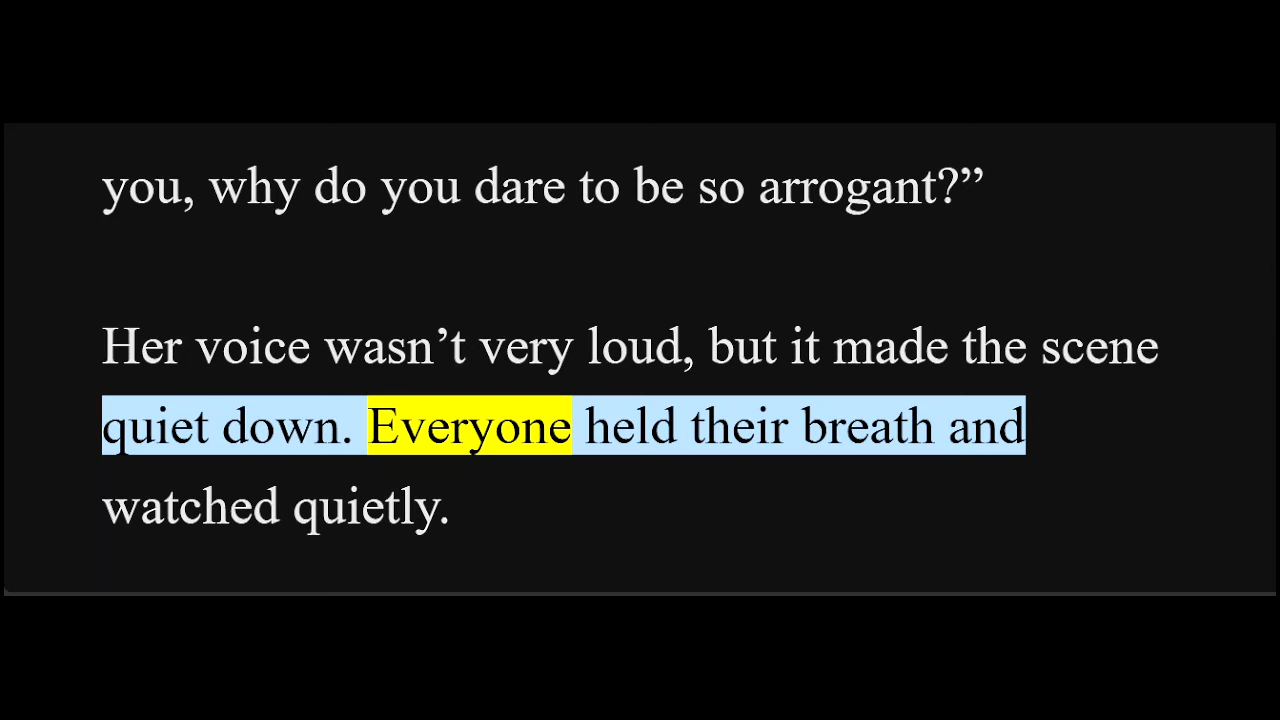 you, why do you dare to be so arrogant?”
Her voice wasn’t very loud, but it made the scene
quiet down. Everyone held their breath and
watched quietly.